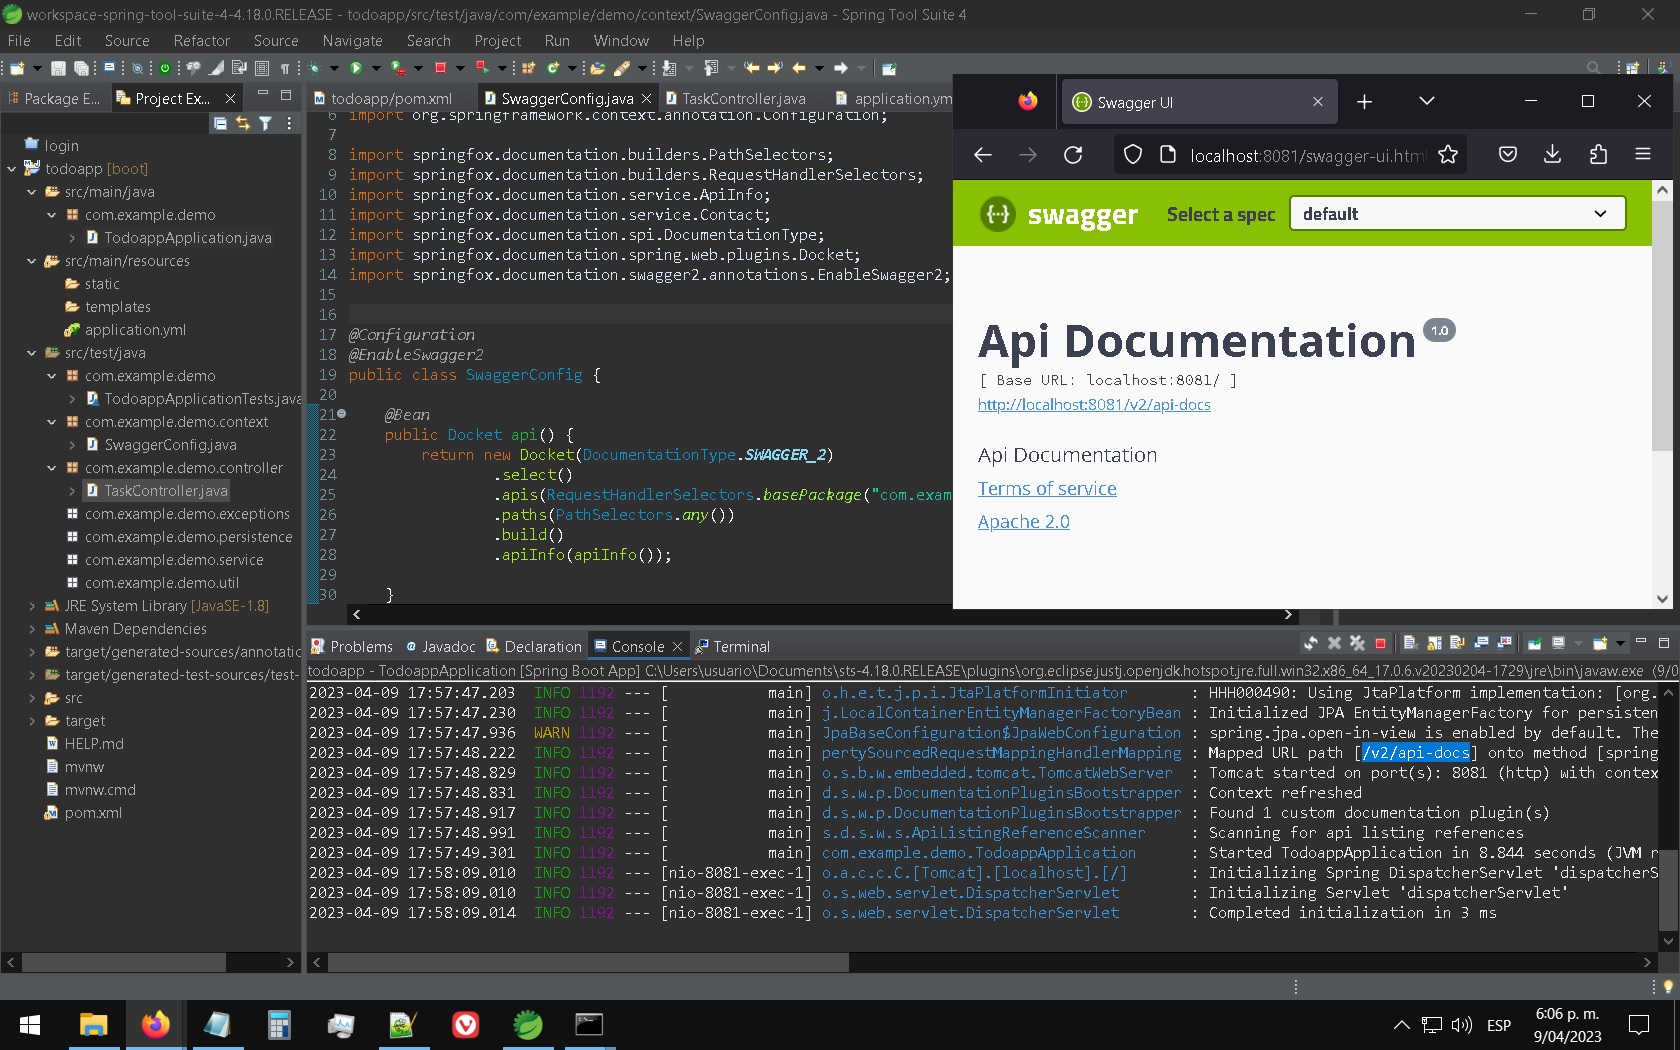 workspace-spring-tool-suite-4-4.18.0.RELEASE - todoapp/src/test/java/com/example/demo/context/SwaggerConfig.java - Spring Tool Suite 4
File Edit Source Refactor Source Navigate Search Project Run Window Help
Package E...
Project Ex...
login
todoapp [boot]
src/main/java
com.example.demo
TodoappApplication.java
src/main/resources
static
templates
application.yml
src/test/java
com.example.demo
TodoappApplicationTests.java
com.example.demo.context
SwaggerConfig.java
com.example.demo.controller
TaskController.java
com.example.demo.exceptions
com.example.demo.persistence
com.example.demo.service
com.example.demo.util
JRE System Library [JavaSE-1.8]
Maven Dependencies
target/generated-sources/annotatic
target/generated-test-sources/test-
src
target
HELP.md
mvnw
mvnw.cmd
pom.xml
todoapp/pom.xml
SwaggerConfig.java
TaskController.java
application.ym
6 import org.springframework.context.annotation.Configuration;
7
8 import springfox.documentation.builders.PathSelectors;
9 import springfox.documentation.builders.RequestHandlerSelectors;
10 import springfox.documentation.service.ApiInfo;
11 import springfox.documentation.service.Contact;
12 import springfox.documentation.spi.DocumentationType;
13 import springfox.documentation.spring.web.plugins.Docket;
14 import springfox.documentation.swagger2.annotations.EnableSwagger2;
15
16
17 @Configuration
18 @EnableSwagger2
19 public class SwaggerConfig {
20
21 @Bean
22 public Docket api() {
23 return new Docket(DocumentationType.SWAGGER_2)
24 .select()
25 .apis(RequestHandlerSelectors.basePackage("com.exam
26 .paths(PathSelectors.any())
27 .build()
28 .apiInfo(apiInfo());
29
30 }
Swagger UI
localhost:8081/swagger-ui.html
swagger
Select a spec
default
Api Documentation 1.0
[ Base URL: localhost:8081/ ]
http://localhost:8081/v2/api-docs
Api Documentation
Terms of service
Apache 2.0
Problems Javadoc Declaration Console Terminal
todoapp - TodoappApplication [Spring Boot App] C:\Users\usuario\Documents\sts-4.18.0.RELEASE\plugins\org.eclipse.justj.openjdk.hotspot.jre.full.win32.x86_64_17.0.6.v20230204-1729\jre\bin\javaw.exe (9/0
2023-04-09 17:57:47.203 INFO 1192 --- [ main] o.h.e.t.j.p.i.JtaPlatformInitiator : HHH000490: Using JtaPlatform implementation: [org.
2023-04-09 17:57:47.230 INFO 1192 --- [ main] j.LocalContainerEntityManagerFactoryBean : Initialized JPA EntityManagerFactory for persisten
2023-04-09 17:57:47.936 WARN 1192 --- [ main] JpaBaseConfiguration$JpaWebConfiguration : spring.jpa.open-in-view is enabled by default. The
2023-04-09 17:57:48.222 INFO 1192 --- [ main] pertySourcedRequestMappingHandlerMapping : Mapped URL path [/v2/api-docs] onto method [spring
2023-04-09 17:57:48.829 INFO 1192 --- [ main] o.s.b.w.embedded.tomcat.TomcatWebServer : Tomcat started on port(s): 8081 (http) with contex
2023-04-09 17:57:48.831 INFO 1192 --- [ main] d.s.w.p.DocumentationPluginsBootstrapper : Context refreshed
2023-04-09 17:57:48.917 INFO 1192 --- [ main] d.s.w.p.DocumentationPluginsBootstrapper : Found 1 custom documentation plugin(s)
2023-04-09 17:57:48.991 INFO 1192 --- [ main] s.d.s.w.s.ApiListingReferenceScanner : Scanning for api listing references
2023-04-09 17:57:49.301 INFO 1192 --- [ main] com.example.demo.TodoappApplication : Started TodoappApplication in 8.844 seconds (JVM r
2023-04-09 17:58:09.010 INFO 1192 --- [nio-8081-exec-1] o.a.c.c.C.[Tomcat].[localhost].[/] : Initializing Spring DispatcherServlet 'dispatcherS
2023-04-09 17:58:09.010 INFO 1192 --- [nio-8081-exec-1] o.s.web.servlet.DispatcherServlet : Initializing Servlet 'dispatcherServlet'
2023-04-09 17:58:09.014 INFO 1192 --- [nio-8081-exec-1] o.s.web.servlet.DispatcherServlet : Completed initialization in 3 ms
ESP
6:06 p. m.
9/04/2023